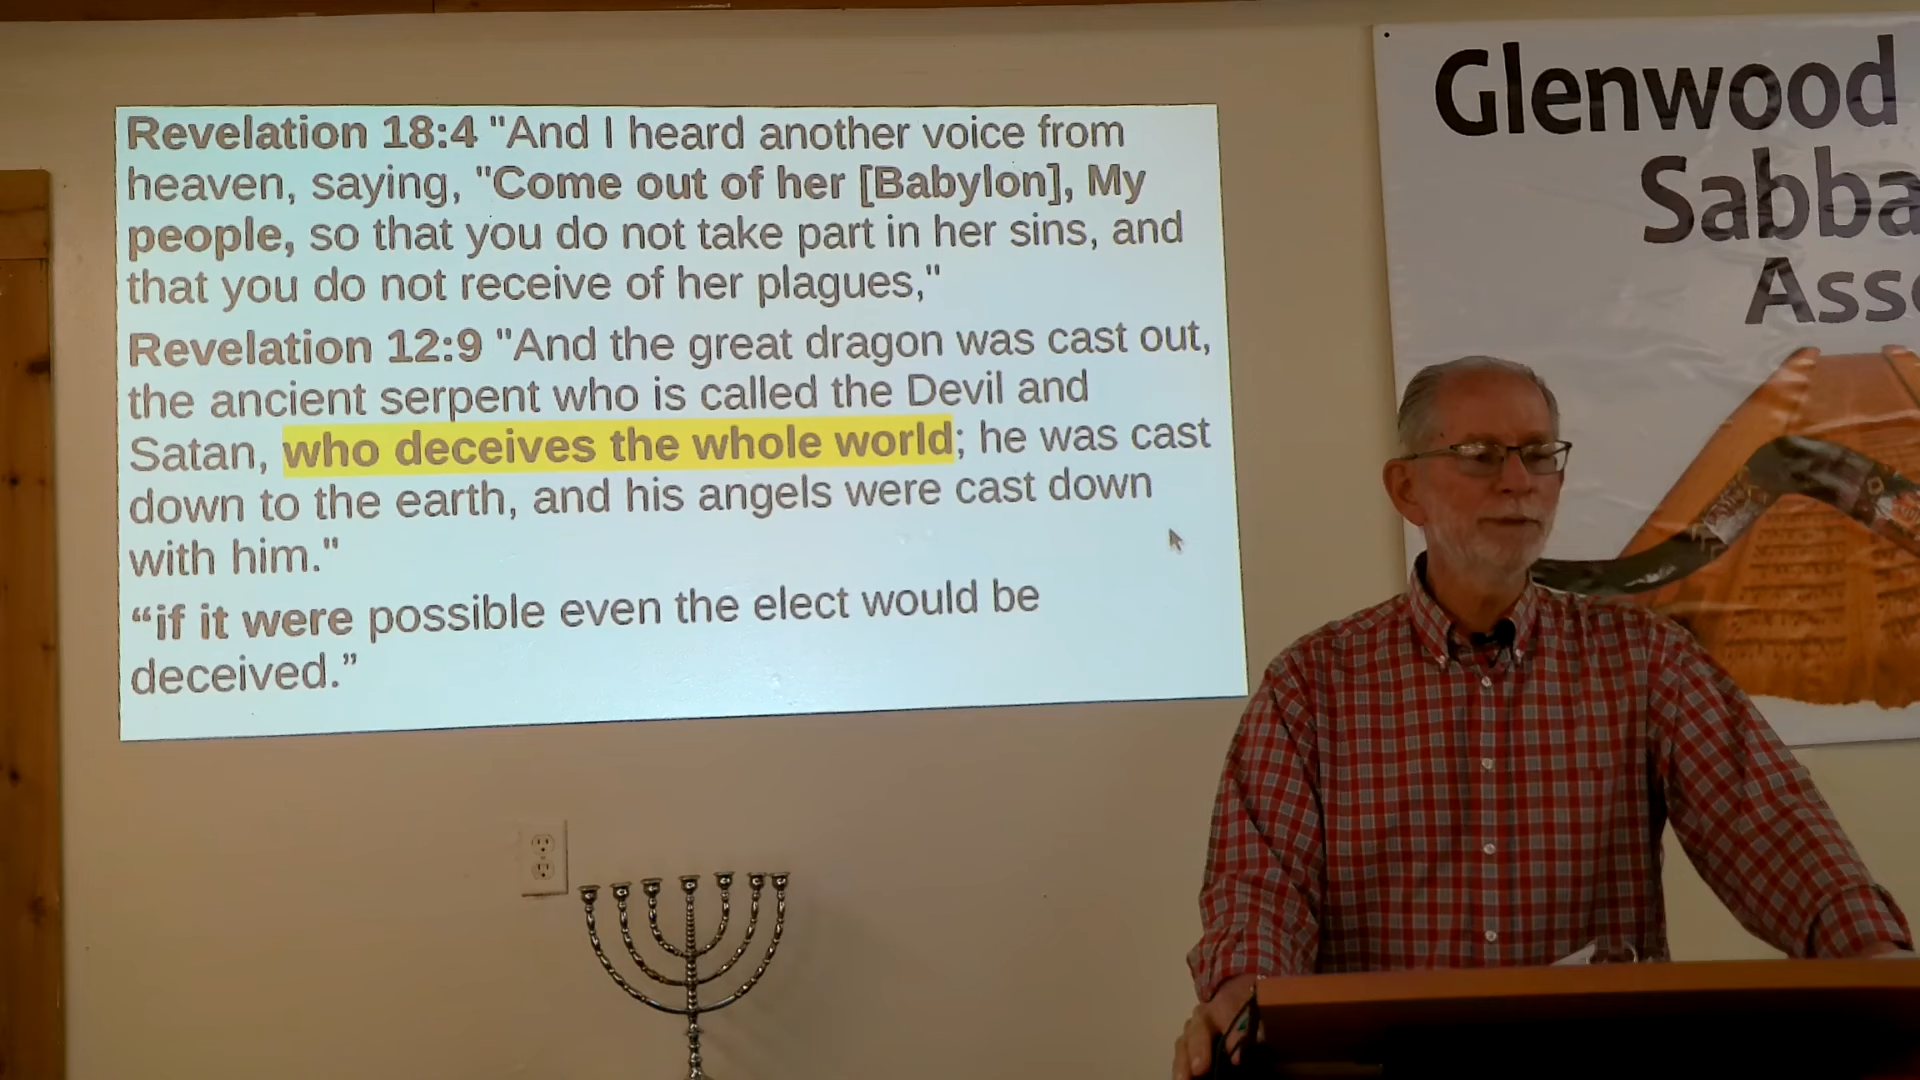 Revelation 18:4 "And I heard another voice from
heaven, saying, "Come out of her [Babylon], My
people, so that you do not take part in her sins, and
that you do not receive of her plagues,"
Revelation 12:9 "And the great dragon was cast out,
the ancient serpent who is called the Devil and
Satan, who deceives the whole world; he was cast
down to the earth, and his angels were cast down
with him."
“if it were possible even the elect would be
deceived.”
Glenwood
Sabba
Asse